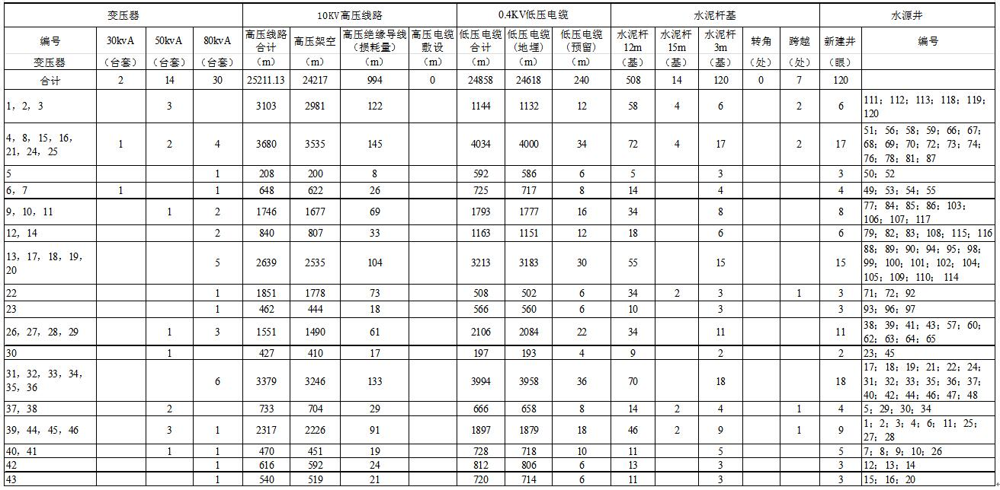 变压器 10KV高压线路 0.4KV低压电缆 水泥杆基 水源井
编号 30kvA 50kvA 80kvA 高压线路合计 高压架空 高压绝缘导线（损耗量） 高压电缆敷设 低压电缆合计 低压电缆（地埋） 低压电缆（预留） 水泥杆12m 水泥杆15m 水泥杆3m 转角 跨越 新建井 编号
变压器 （台套） （台套） （台套） （m） （m） （m） （m） （m） （m） （m） （基） （基） （基） （处） （处） （眼）
合计 2 14 30 25211.13 24217 994 0 24858 24618 240 508 14 120 0 7 120
1，2，3 3 3103 2981 122 1144 1132 12 58 4 6 2 6 111；112；113；118；119；
120
4，8，15，16，
21，24，25 1 2 4 3680 3535 145 4034 4000 34 72 4 17 2 17 51；56；58；59；66；67；
68；69；70；72；73；74；
76；78；81；87
5 1 208 200 8 592 586 6 5 3 3 50；52
6，7 1 1 648 622 26 725 717 8 14 4 4 49；53；54；55
9，10，11 1 2 1746 1677 69 1793 1777 16 34 8 8 77；84；85；86；103；
106；107；117
12，14 2 840 807 33 1163 1151 12 18 6 6 79；82；83；108；115；116
13，17，18，19，
20 5 2639 2535 104 3213 3183 30 55 15 15 88；89；90；94；95；98；
99；100；101；102；104；
105；109；110；114
22 1 1851 1778 73 508 502 6 34 2 3 1 3 71；72；92
23 1 462 444 18 566 560 6 10 3 3 93；96；97
26，27，28，29 1 3 1551 1490 61 2106 2084 22 34 11 11 38；39；41；43；57；60；
62；63；64；65
30 1 427 410 17 197 193 4 9 2 2 23；45
31，32，33，34，
35，36 6 3379 3246 133 3994 3958 36 70 18 18 17；18；19；21；22；24；
31；32；33；35；36；37；
40；42；44；46；47；48
37，38 2 733 704 29 666 658 8 14 2 4 1 4 5；29；30；34
39，44，45，46 3 1 2317 2226 91 1897 1879 18 46 2 9 1 9 1；2；3；4；6；11；25；
27；28
40，41 1 1 470 451 19 728 718 10 11 5 5 7；8；9；10；26
42 1 616 592 24 812 806 6 13 3 3 12；13；14
43 1 540 519 21 720 714 6 11 3 3 15；16；20